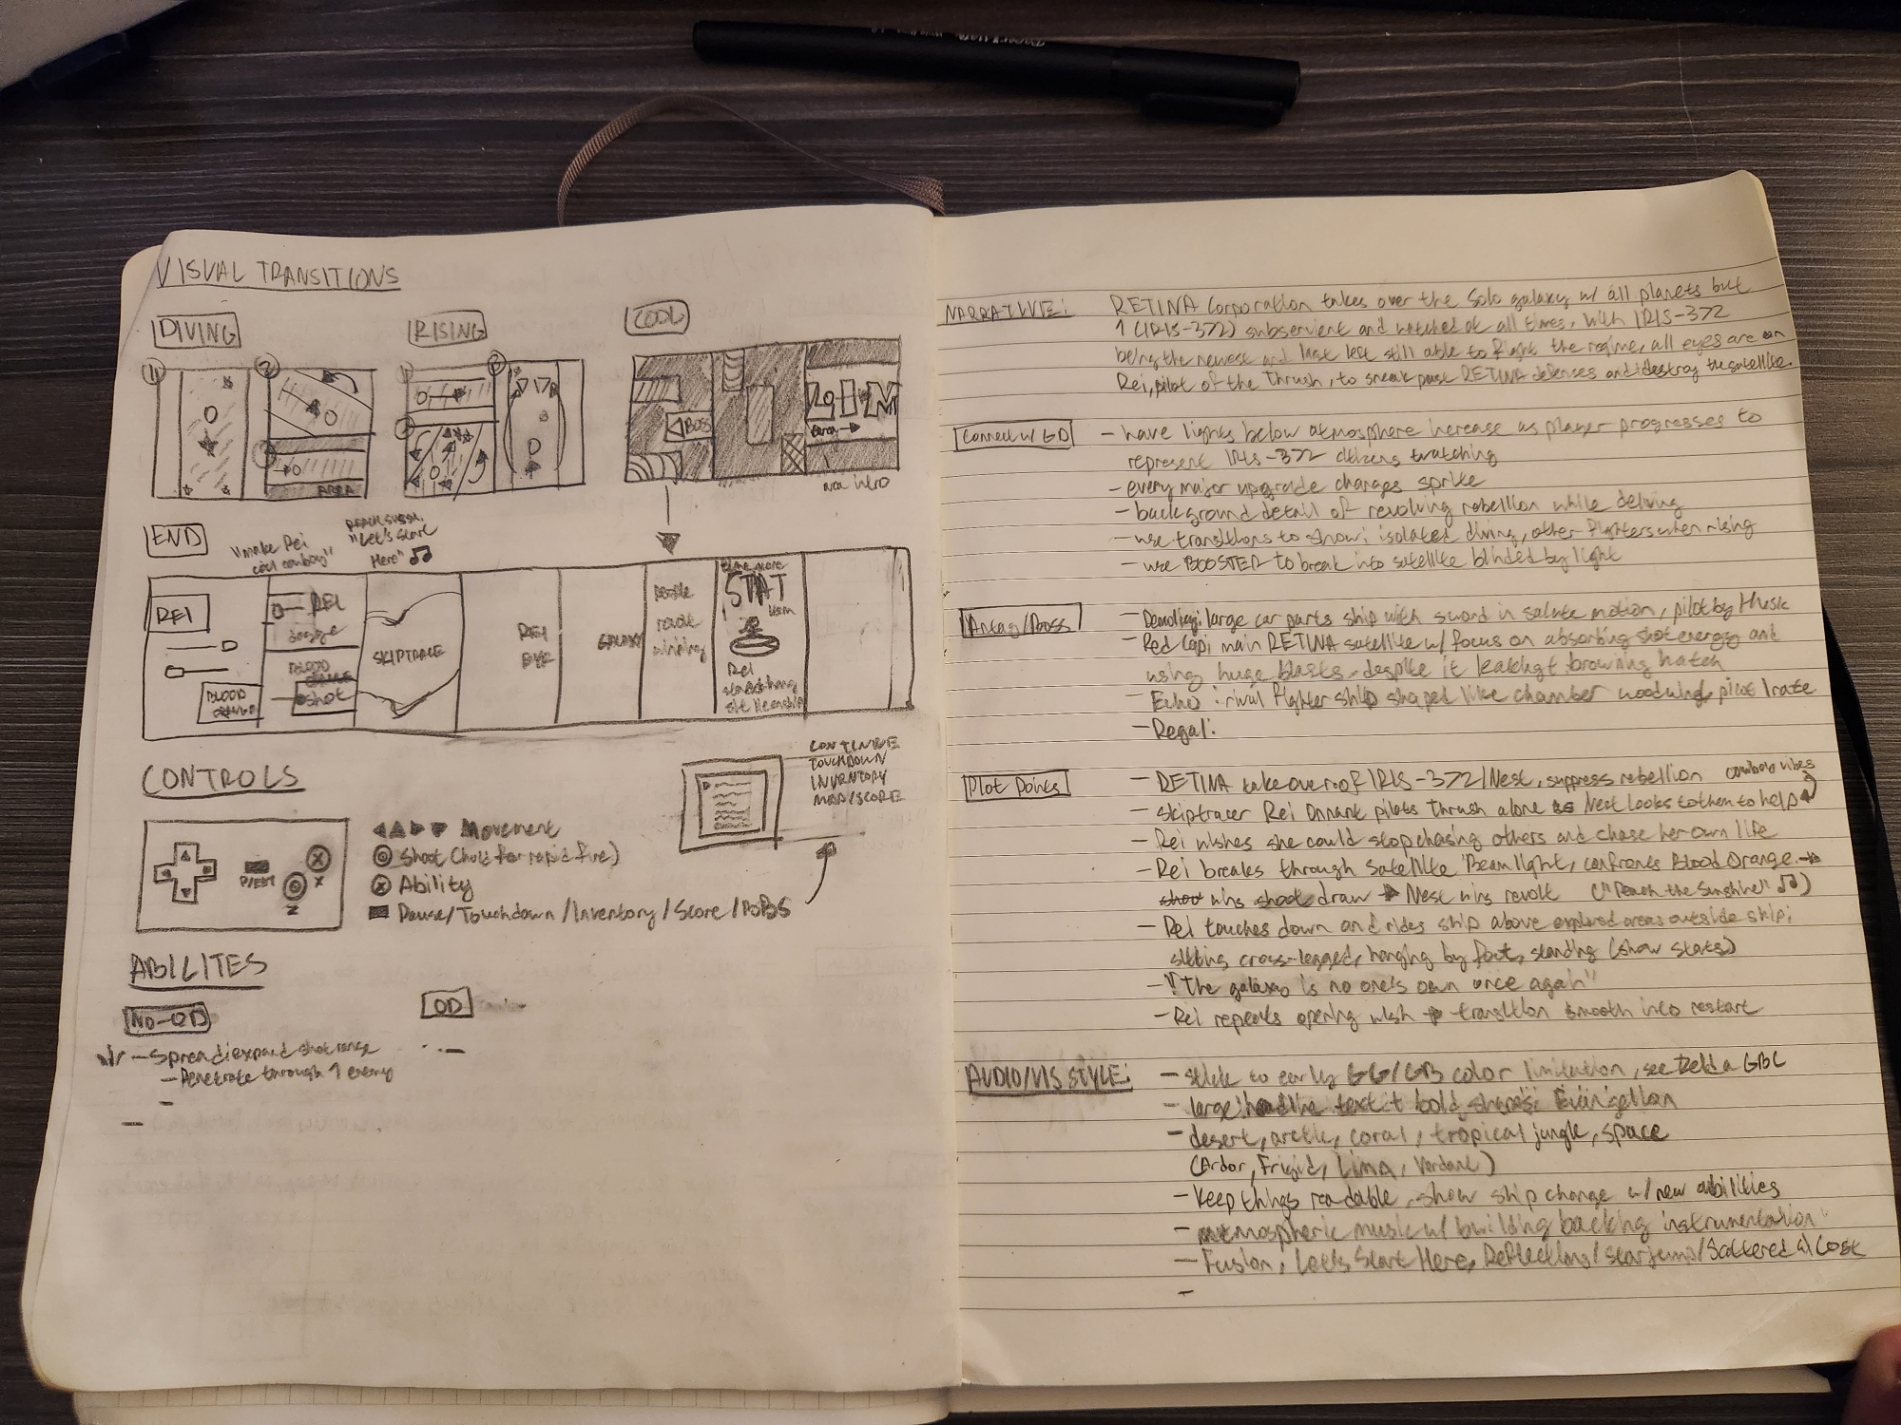 VISUAL TRANSITIONS
DIVING
RISING
COOL
1
2
3
AREA
1
2
3
BOSS
LIM
area intro
END
"make Rei
cool cowboy"
"Let's Start
Here"
REI
BLOOD
ORANGE
REI
BLOOD
ORANGE
SHOT
SKIPTRACE
REI
EYE
GALAXY
people
revolt
winning
STAT
Rei
CONTROLS
CONTINUE
TOUCHDOWN
INVENTORY
MAP/SCORE
Movement
Shoot (hold for rapid fire)
Ability
Pause/Touchdown/Inventory/Score/
X
Z
ABILITES
NO-OD
OD
- Spread: expand shot range
- Penetrate through 1 enemy
NARRATIVE: RETINA Corporation takes over the Solo galaxy w/ all planets but
1 (IRIS-372) subservient and watched at all times. With IRIS-372
being the newest and last left still able to fight the regime, all eyes are on
Rei, pilot of the Thrush, to sneak past RETINA defenses and destroy the satellite.
Connect w/ GD - have lights below atmosphere increase as player progresses to
represent IRIS-372 citizens watching
- every major upgrade changes sprite
- background detail of revolving rebellion while delving
- use transitions to show: isolated diving, other fighters when rising
- use BOOSTER to break into satellite blinded by light
Antag/Boss - large car parts ship with sword in salute motion, pilot by Musk
- Red Capi main RETINA satellite w/ focus on absorbing shot energy and
using huge blasts, despite it browning hatch
- Echo: rival fighter ship shaped like chamber woodwind, pilot Irate
- Regal:
Plot Points - RETINA takeover of IRIS-372/Nest, suppress rebellion cowboy vibes
- skiptracer Rei pilots Thrush alone as Nest looks to them to help
- Rei wishes she could stop chasing others and chase her own life
- Rei breaks through satellite beam light, confronts Blood Orange →
shoot wins shoot draw → Nest wins revolt ("Reach the Sunshine")
- Rei touches down and rides ship above explored areas outside ship;
sitting cross-legged, hanging by foot, standing (show stats)
- "The galaxy is no one's own once again"
- Rei repeats opening wish → transition smooth into restart
AUDIO/VIS STYLE: - stick to early GG/GB color limitation, see Zelda GBC
- large headline text + bold shapes: Evangelion
- desert, arctic, coral, tropical jungle, space
(Ardor, Frigid, Lima, Verdant)
- keep things readable, show ship change w/ new abilities
- atmospheric music w/ building backing instrumentation
- Fusion, Let's Start Here, Reflections/starjump/Scattered & Lost
-